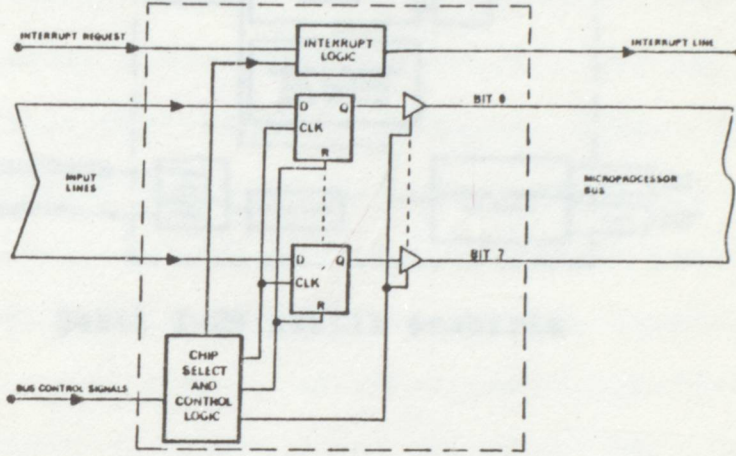 INTERRUPT REQUEST
INTERRUPT
LOGIC
INTERRUPT LINE
D Q
CLK
R
BIT 0
INPUT
LINES
MICROPROCESSOR
BUS
D Q
CLK
R
BIT 7
CHIP
SELECT
AND
CONTROL
LOGIC
BUS CONTROL SIGNALS